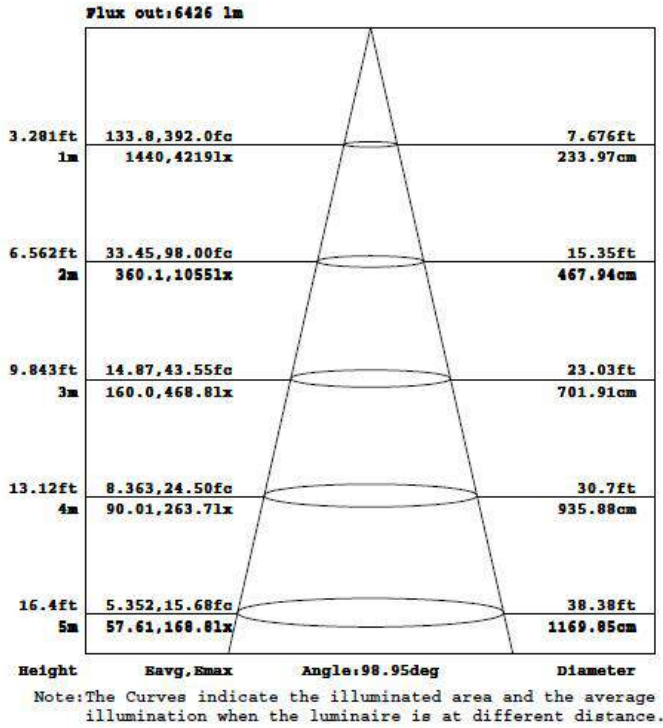 Flux out:6426 lm
3.281ft 133.8,392.0fc 7.676ft
1m 1440,4219lx 233.97cm
6.562ft 33.45,98.00fc 15.35ft
2m 360.1,1055lx 467.94cm
9.843ft 14.87,43.55fc 23.03ft
3m 160.0,468.8lx 701.91cm
13.12ft 8.363,24.50fc 30.7ft
4m 90.01,263.7lx 935.88cm
16.4ft 5.352,15.68fc 38.38ft
5m 57.61,168.8lx 1169.85cm
Height Eavg,Emax Angle:98.95deg Diameter
Note:The Curves indicate the illuminated area and the average
illumination when the luminaire is at different distance.